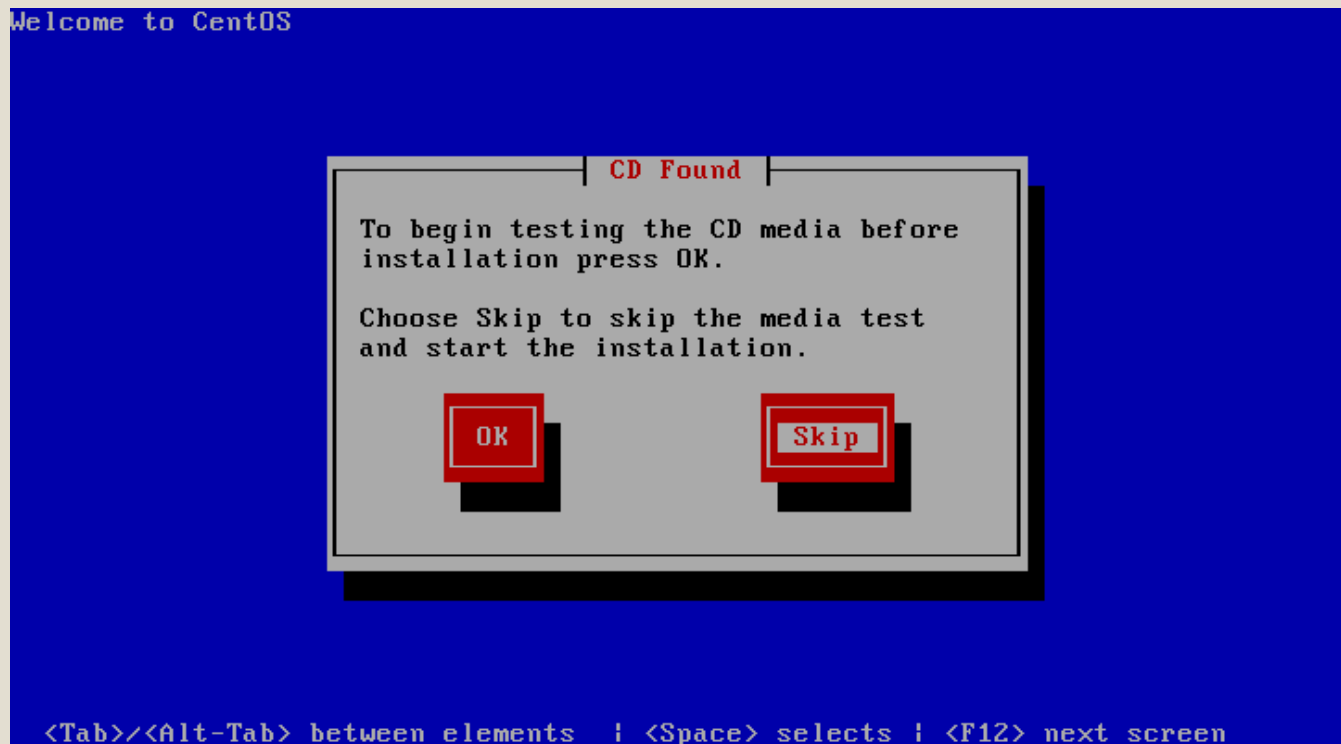 Welcome to CentOS
CD Found
To begin testing the CD media before
installation press OK.
Choose Skip to skip the media test
and start the installation.
OK Skip
<Tab>/<Alt-Tab> between elements | <Space> selects | <F12> next screen